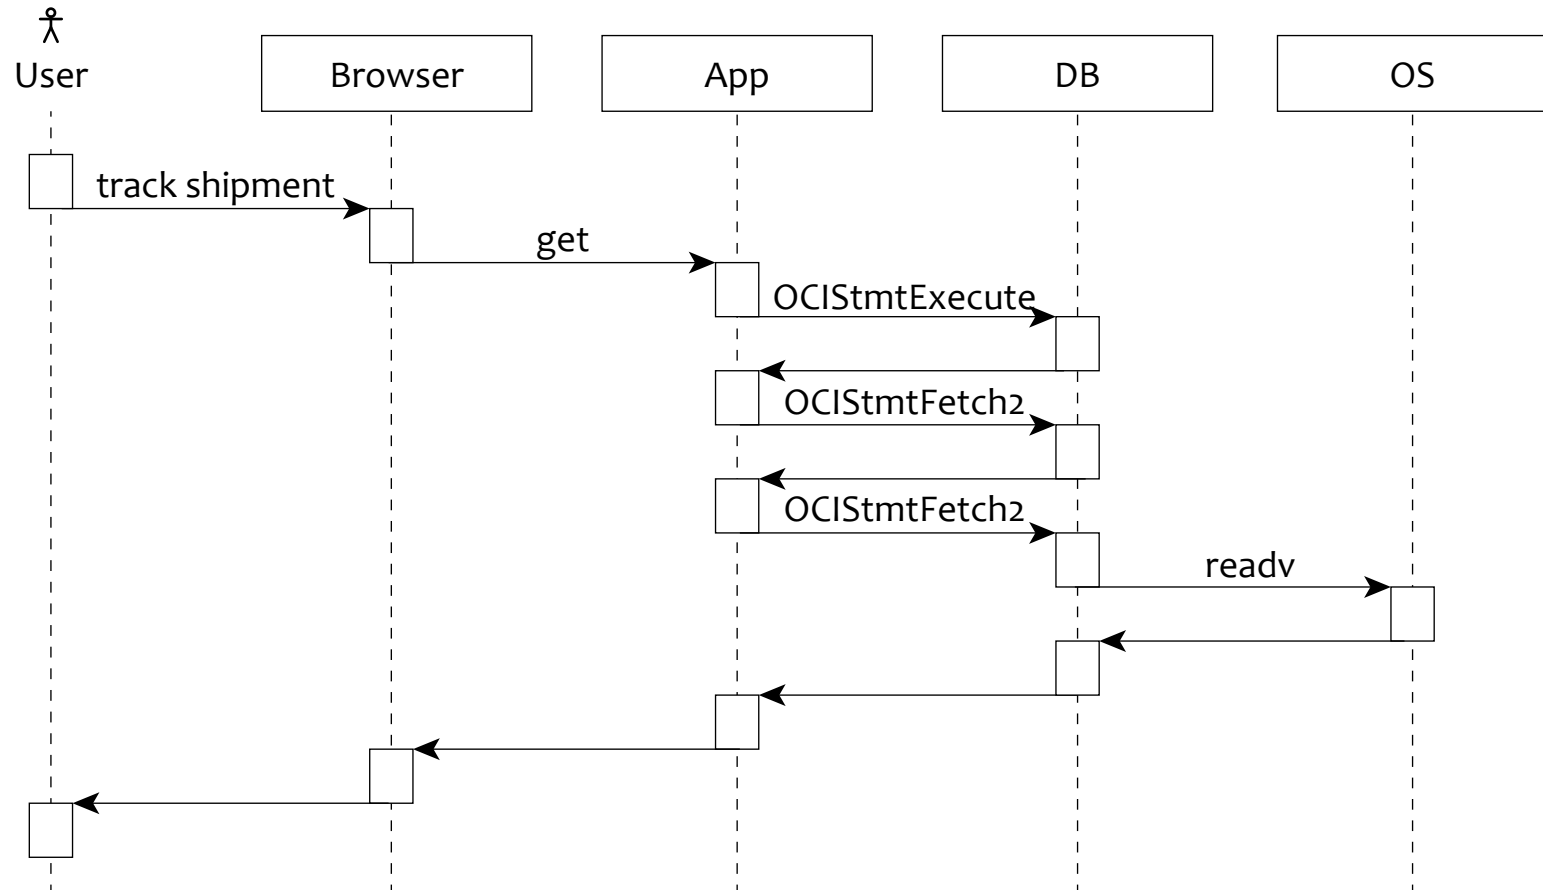 User
Browser
App
DB
OS
track shipment
get
OCIStmtExecute
OCIStmtFetch2
OCIStmtFetch2
readv